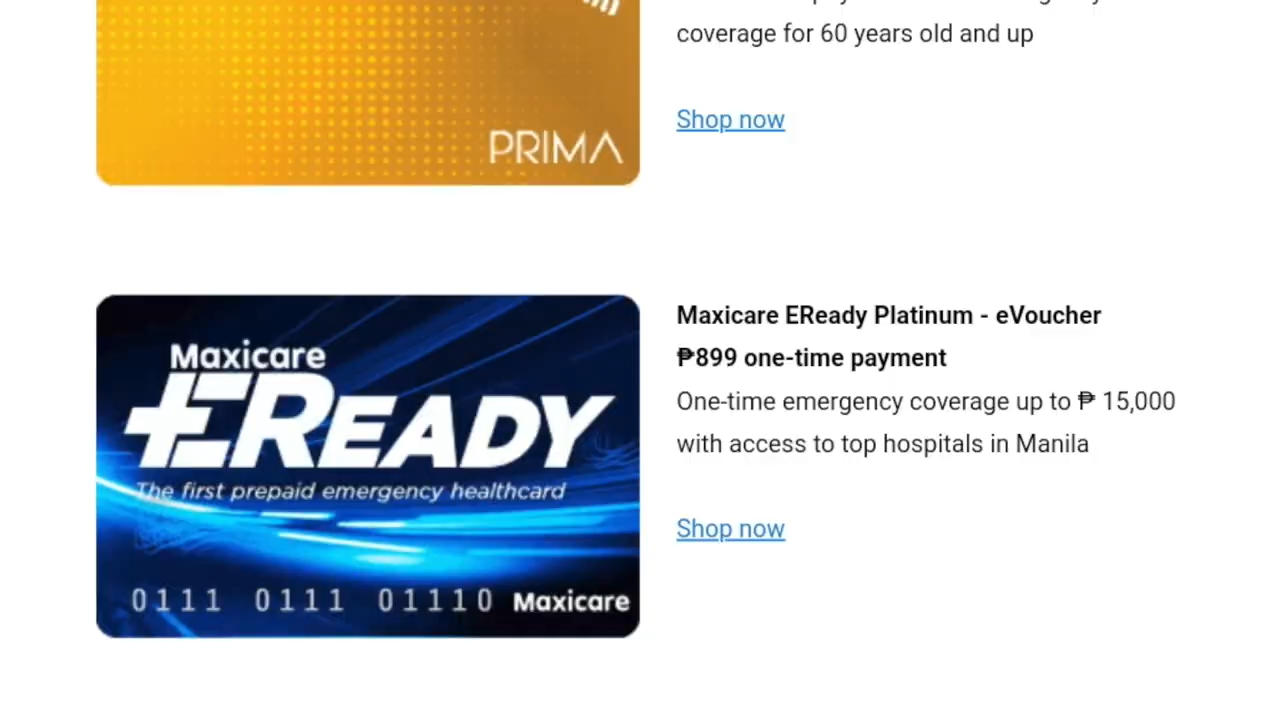 coverage for 60 years old and up
Shop now
PRIMA
Maxicare
EREADY
The first prepaid emergency healthcard
0111 0111 01110 Maxicare
Maxicare EReady Platinum - eVoucher
₱899 one-time payment
One-time emergency coverage up to ₱ 15,000
with access to top hospitals in Manila
Shop now